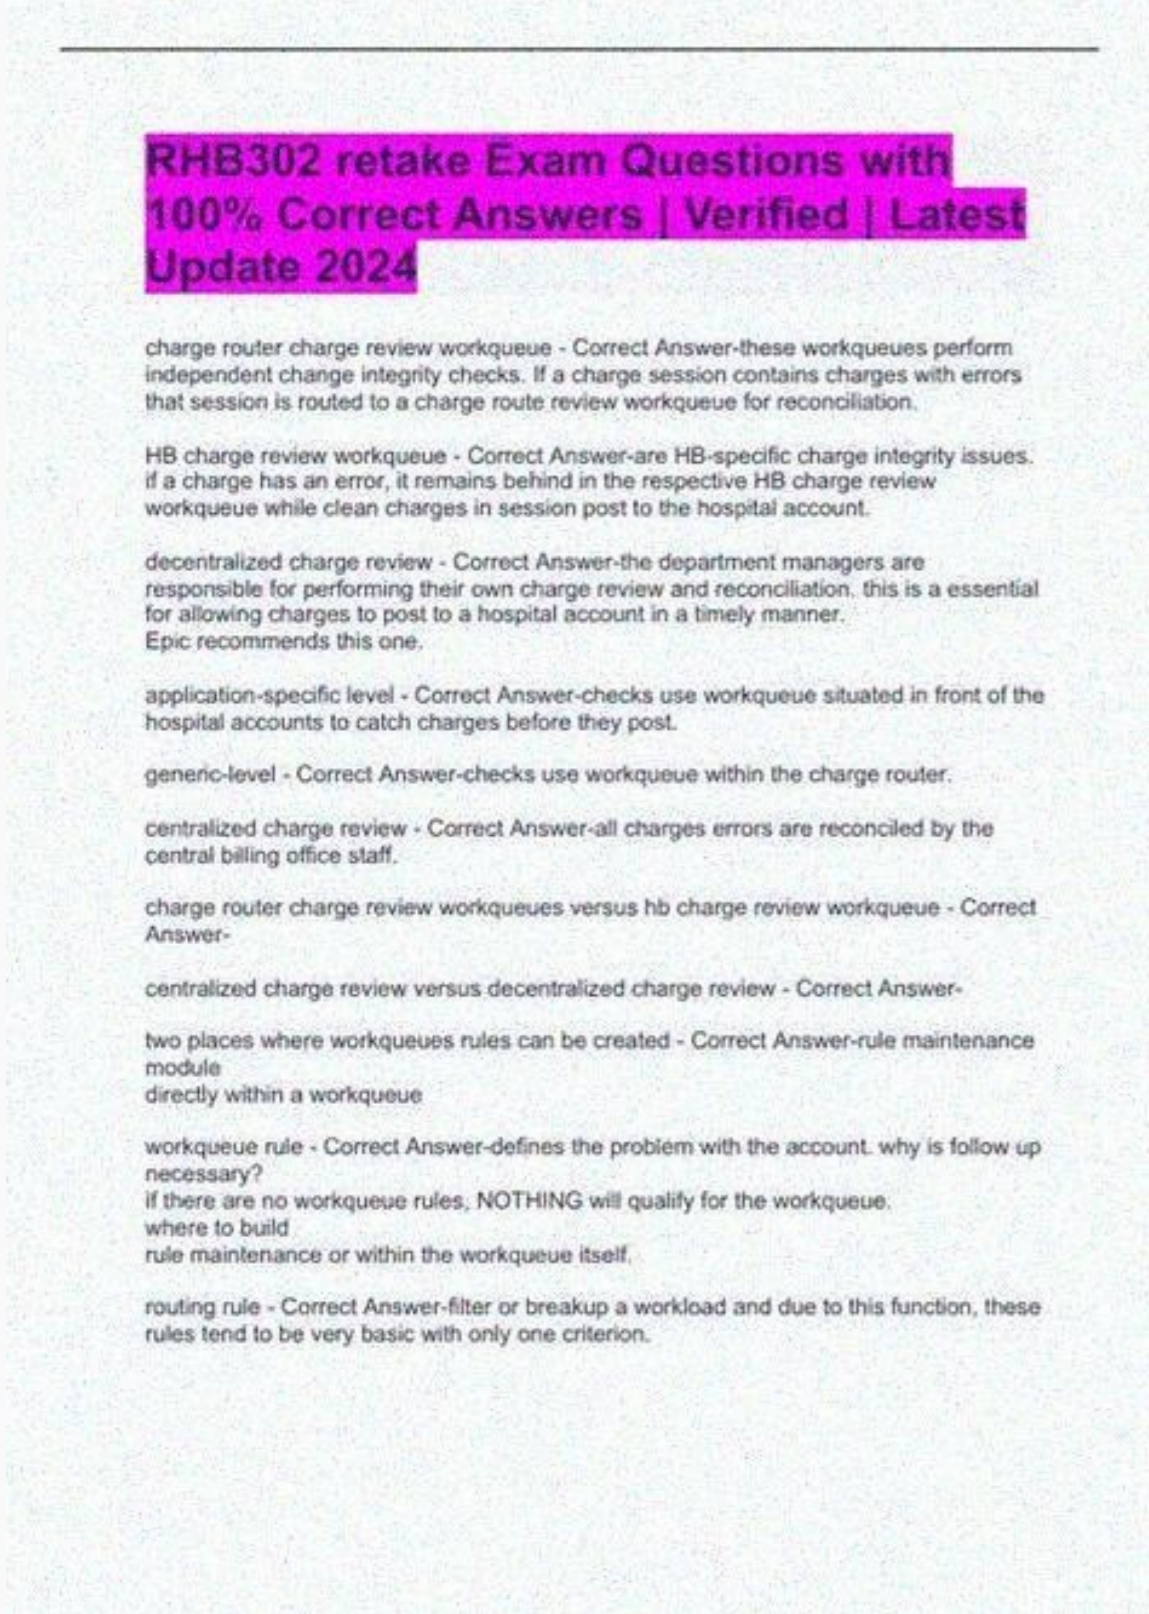 RHB302 retake Exam Questions with
100% Correct Answers | Verified | Latest
Update 2024
charge router charge review workqueue - Correct Answer-these workqueues perform
independent change integrity checks. If a charge session contains charges with errors
that session is routed to a charge route review workqueue for reconciliation.
HB charge review workqueue - Correct Answer-are HB-specific charge integrity issues.
if a charge has an error, it remains behind in the respective HB charge review
workqueue while clean charges in session post to the hospital account.
decentralized charge review - Correct Answer-the department managers are
responsible for performing their own charge review and reconciliation. this is a essential
for allowing charges to post to a hospital account in a timely manner.
Epic recommends this one.
application-specific level - Correct Answer-checks use workqueue situated in front of the
hospital accounts to catch charges before they post.
generic-level - Correct Answer-checks use workqueue within the charge router.
centralized charge review - Correct Answer-all charges errors are reconciled by the
central billing office staff.
charge router charge review workqueues versus hb charge review workqueue - Correct
Answer-
centralized charge review versus decentralized charge review - Correct Answer-
two places where workqueues rules can be created - Correct Answer-rule maintenance
module
directly within a workqueue
workqueue rule - Correct Answer-defines the problem with the account. why is follow up
necessary?
if there are no workqueue rules, NOTHING will qualify for the workqueue.
where to build
rule maintenance or within the workqueue itself.
routing rule - Correct Answer-filter or breakup a workload and due to this function, these
rules tend to be very basic with only one criterion.